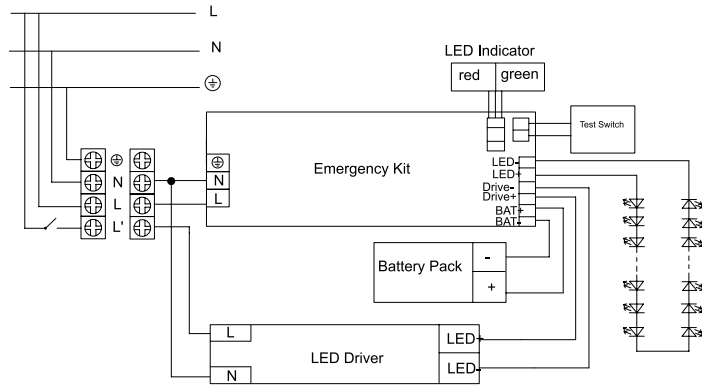 L
N
LED Indicator
red green
Test Switch
Emergency Kit
N
L
LED-
LED+
Drive-
Drive+
BAT+
BAT-
N
L
L'
Battery Pack
-
+
L
N
LED Driver
LED+
LED-